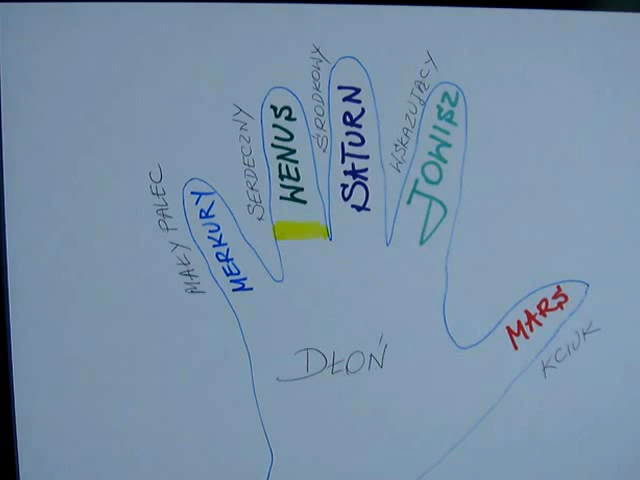 MAŁY PALEC
MERKURY
SERDECZNY
WENUS
ŚRODKOWY
SATURN
WSKAZUJĄCY
JOWISZ
MARS
KCIUK
DŁOŃ